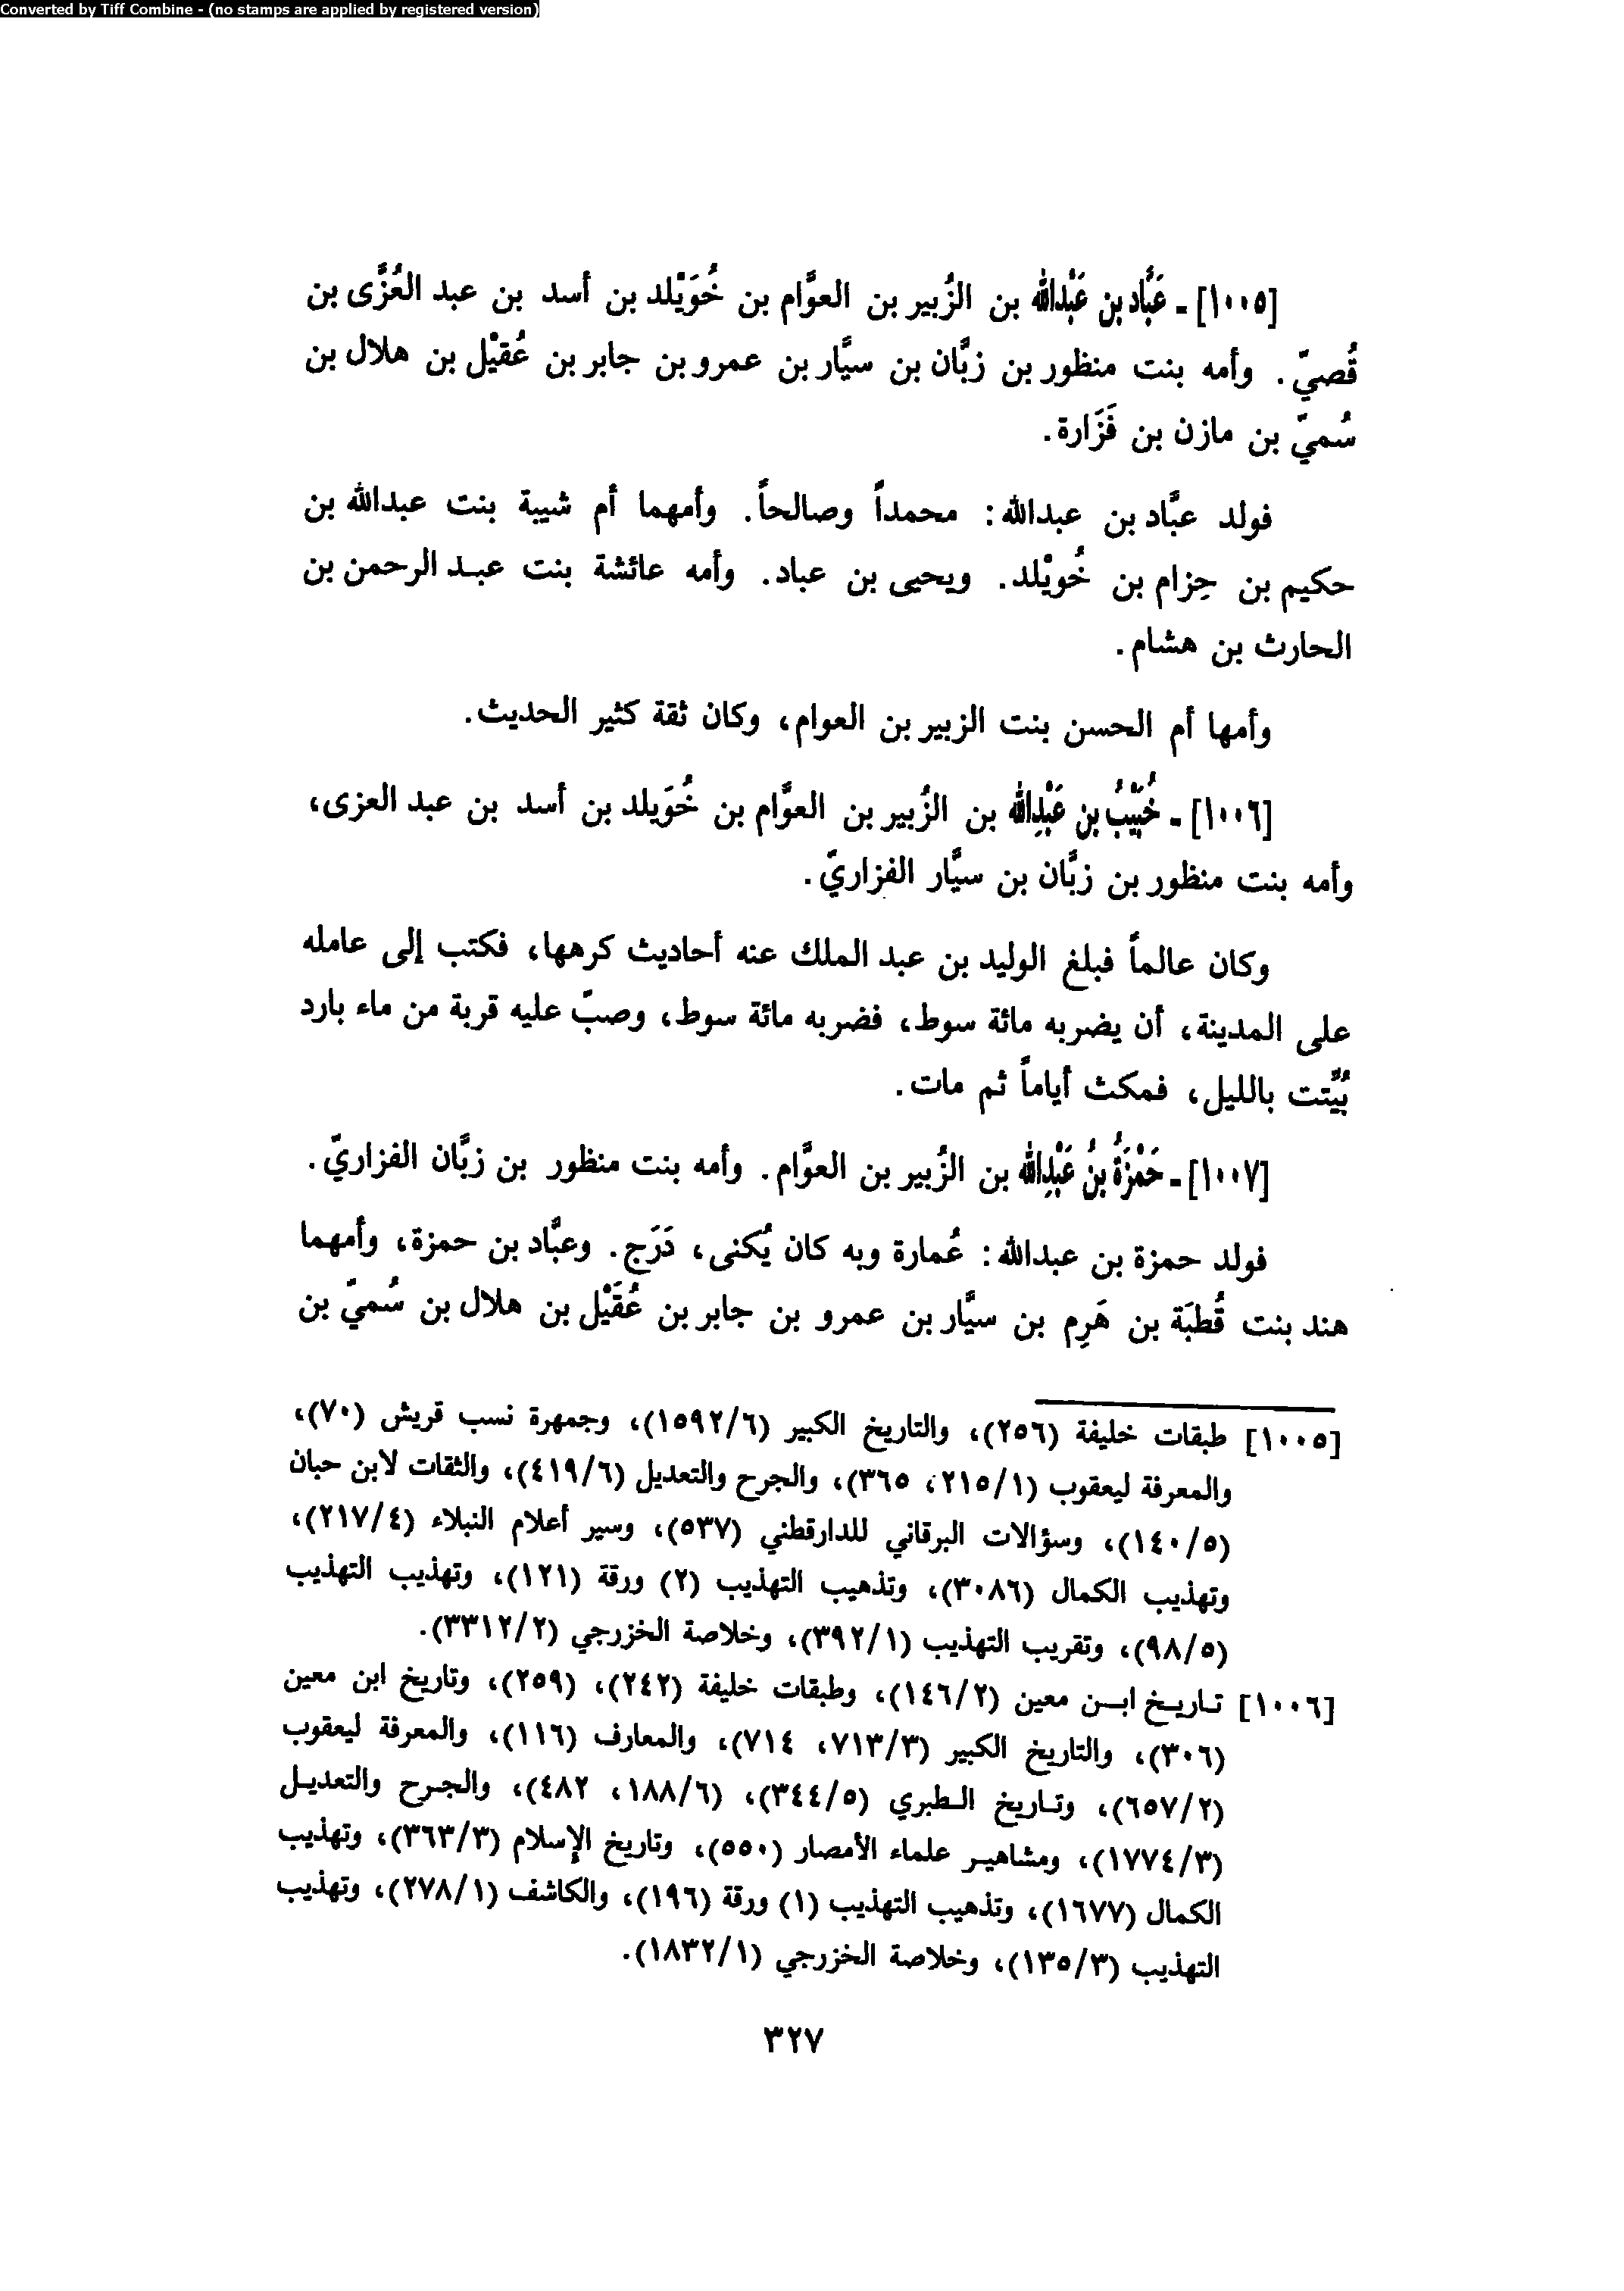 Converted by Tiff Combine - (no stamps are applied by registered version)
[١٠٠٥] - عَبَّاد بن عَبْدالله بن الزُبير بن العوَّام بن خُوَيْلد بن أسد بن عبد العُزَّى بن
قُصيّ. وأمه بنت منظور بن زبَّان بن سيَّار بن عمرو بن جابر بن عُقيْل بن هلال بن
سُميّ بن مازن بن فَزَارة.
فولد عبَّاد بن عبدالله: محمداً وصالحاً. وأمهما أم شيبة بنت عبدالله بن
حكيم بن حِزام بن خُويْلد. ويحيى بن عباد. وأمه عائشة بنت عبد الرحمن بن
الحارث بن هشام.
وأمها أم الحسن بنت الزبير بن العوام، وكان ثقة كثير الحديث.
[١٠٠٦] - خُبَيْبُ بن عَبْدِالله بن الزُبير بن العوَّام بن خُوَيلد بن أسد بن عبد العزى،
وأمه بنت منظور بن زبَّان بن سيَّار الفزاريّ.
وكان عالماً فبلغ الوليد بن عبد الملك عنه أحاديث كرهها، فكتب إلى عامله
على المدينة، أن يضربه مائة سوط، فضربه مائة سوط، وصبّ عليه قربة من ماء بارد
بُيِّتت بالليل، فمكث أياماً ثم مات.
[١٠٠٧] - حَمْزَةُ بنُ عَبْدِالله بن الزُبير بن العوَّام. وأمه بنت منظور بن زبَّان الفزاريّ.
فولد حمزة بن عبدالله: عُمارة وبه كان يُكنى، دَرَج. وعبَّاد بن حمزة، وأمهما
هند بنت قُطبَة بن هَرِم بن سيَّار بن عمرو بن جابر بن عُقَيْل بن هلال بن سُميّ بن
[١٠٠٥] طبقات خليفة (٢٥٦)، والتاريخ الكبير (١٥٩٢/٦)، وجمهرة نسب قريش (٧٠)،
والمعرفة ليعقوب (٢١٥/١، ٣٦٥)، والجرح والتعديل (٤١٩/٦)، والثقات لابن حبان
(١٤٠/٥)، وسؤالات البرقاني للدارقطني (٥٣٧)، وسير أعلام النبلاء (٢١٧/٤)،
وتهذيب الكمال (٣٠٨٦)، وتذهيب التهذيب (٢) ورقة (١٢١)، وتهذيب التهذيب
(٩٨/٥)، وتقريب التهذيب (٣٩٢/١)، وخلاصة الخزرجي (٣٣١٢/٢).
[١٠٠٦] تاريخ ابن معين (١٤٦/٢)، وطبقات خليفة (٢٤٢)، (٢٥٩)، وتاريخ ابن معين
(٣٠٦)، والتاريخ الكبير (٧١٣/٣، ٧١٤)، والمعارف (١١٦)، والمعرفة ليعقوب
(٦٥٧/٢)، وتاريخ الطبري (٣٤٤/٥)، (١٨٨/٦، ٤٨٢)، والجرح والتعديل
(١٧٧٤/٣)، ومشاهير علماء الأمصار (٥٥٠)، وتاريخ الإسلام (٣٦٣/٣)، وتهذيب
الكمال (١٦٧٧)، وتذهيب التهذيب (١) ورقة (١٩٦)، والكاشف (٢٧٨/١)، وتهذيب
التهذيب (١٣٥/٣)، وخلاصة الخزرجي (١٨٣٢/١).
٣٢٧